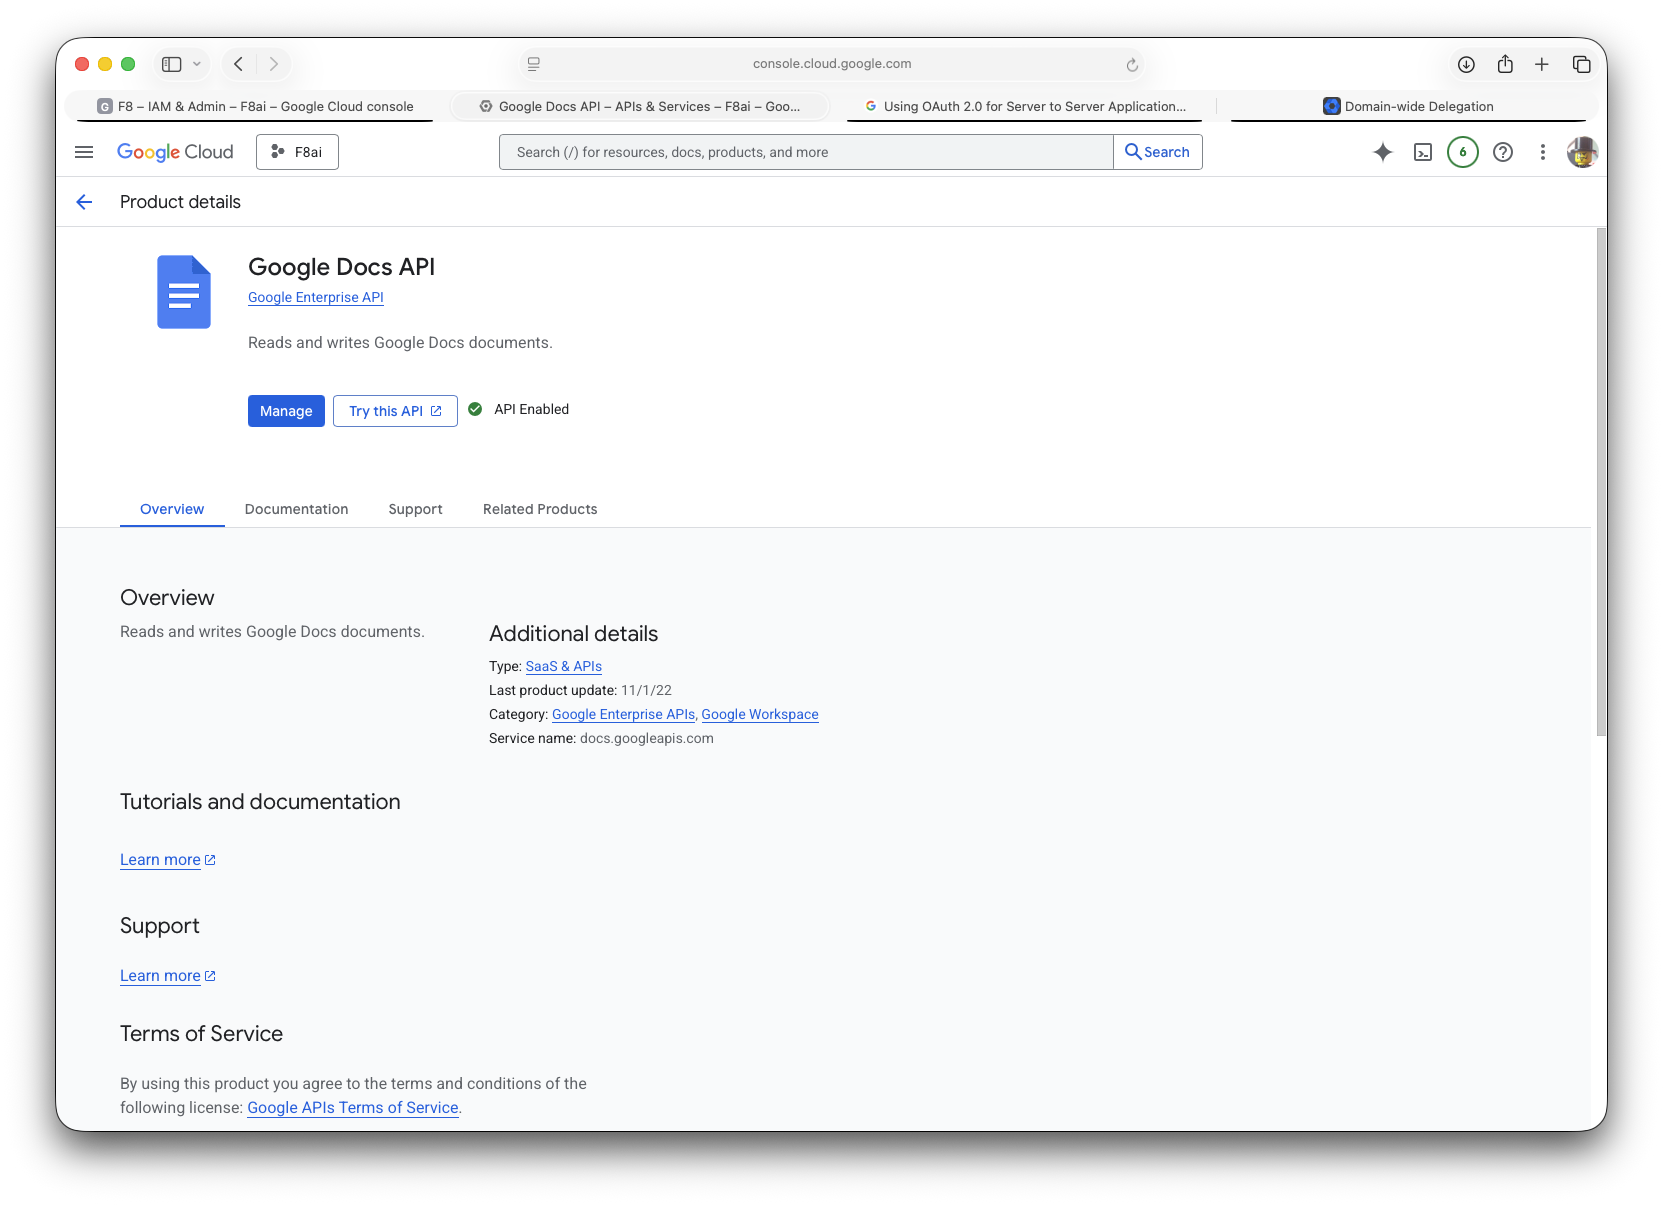 console.cloud.google.com
G F8 – IAM & Admin – F8ai – Google Cloud console
Google Docs API – APIs & Services – F8ai – Goo...
Using OAuth 2.0 for Server to Server Application...
Domain-wide Delegation
Google Cloud
F8ai
Search (/) for resources, docs, products, and more
Search
6
Product details
Google Docs API
Google Enterprise API
Reads and writes Google Docs documents.
Manage
Try this API
API Enabled
Overview
Documentation
Support
Related Products
Overview
Reads and writes Google Docs documents.
Additional details
Type: SaaS & APIs
Last product update: 11/1/22
Category: Google Enterprise APIs, Google Workspace
Service name: docs.googleapis.com
Tutorials and documentation
Learn more
Support
Learn more
Terms of Service
By using this product you agree to the terms and conditions of the
following license: Google APIs Terms of Service.